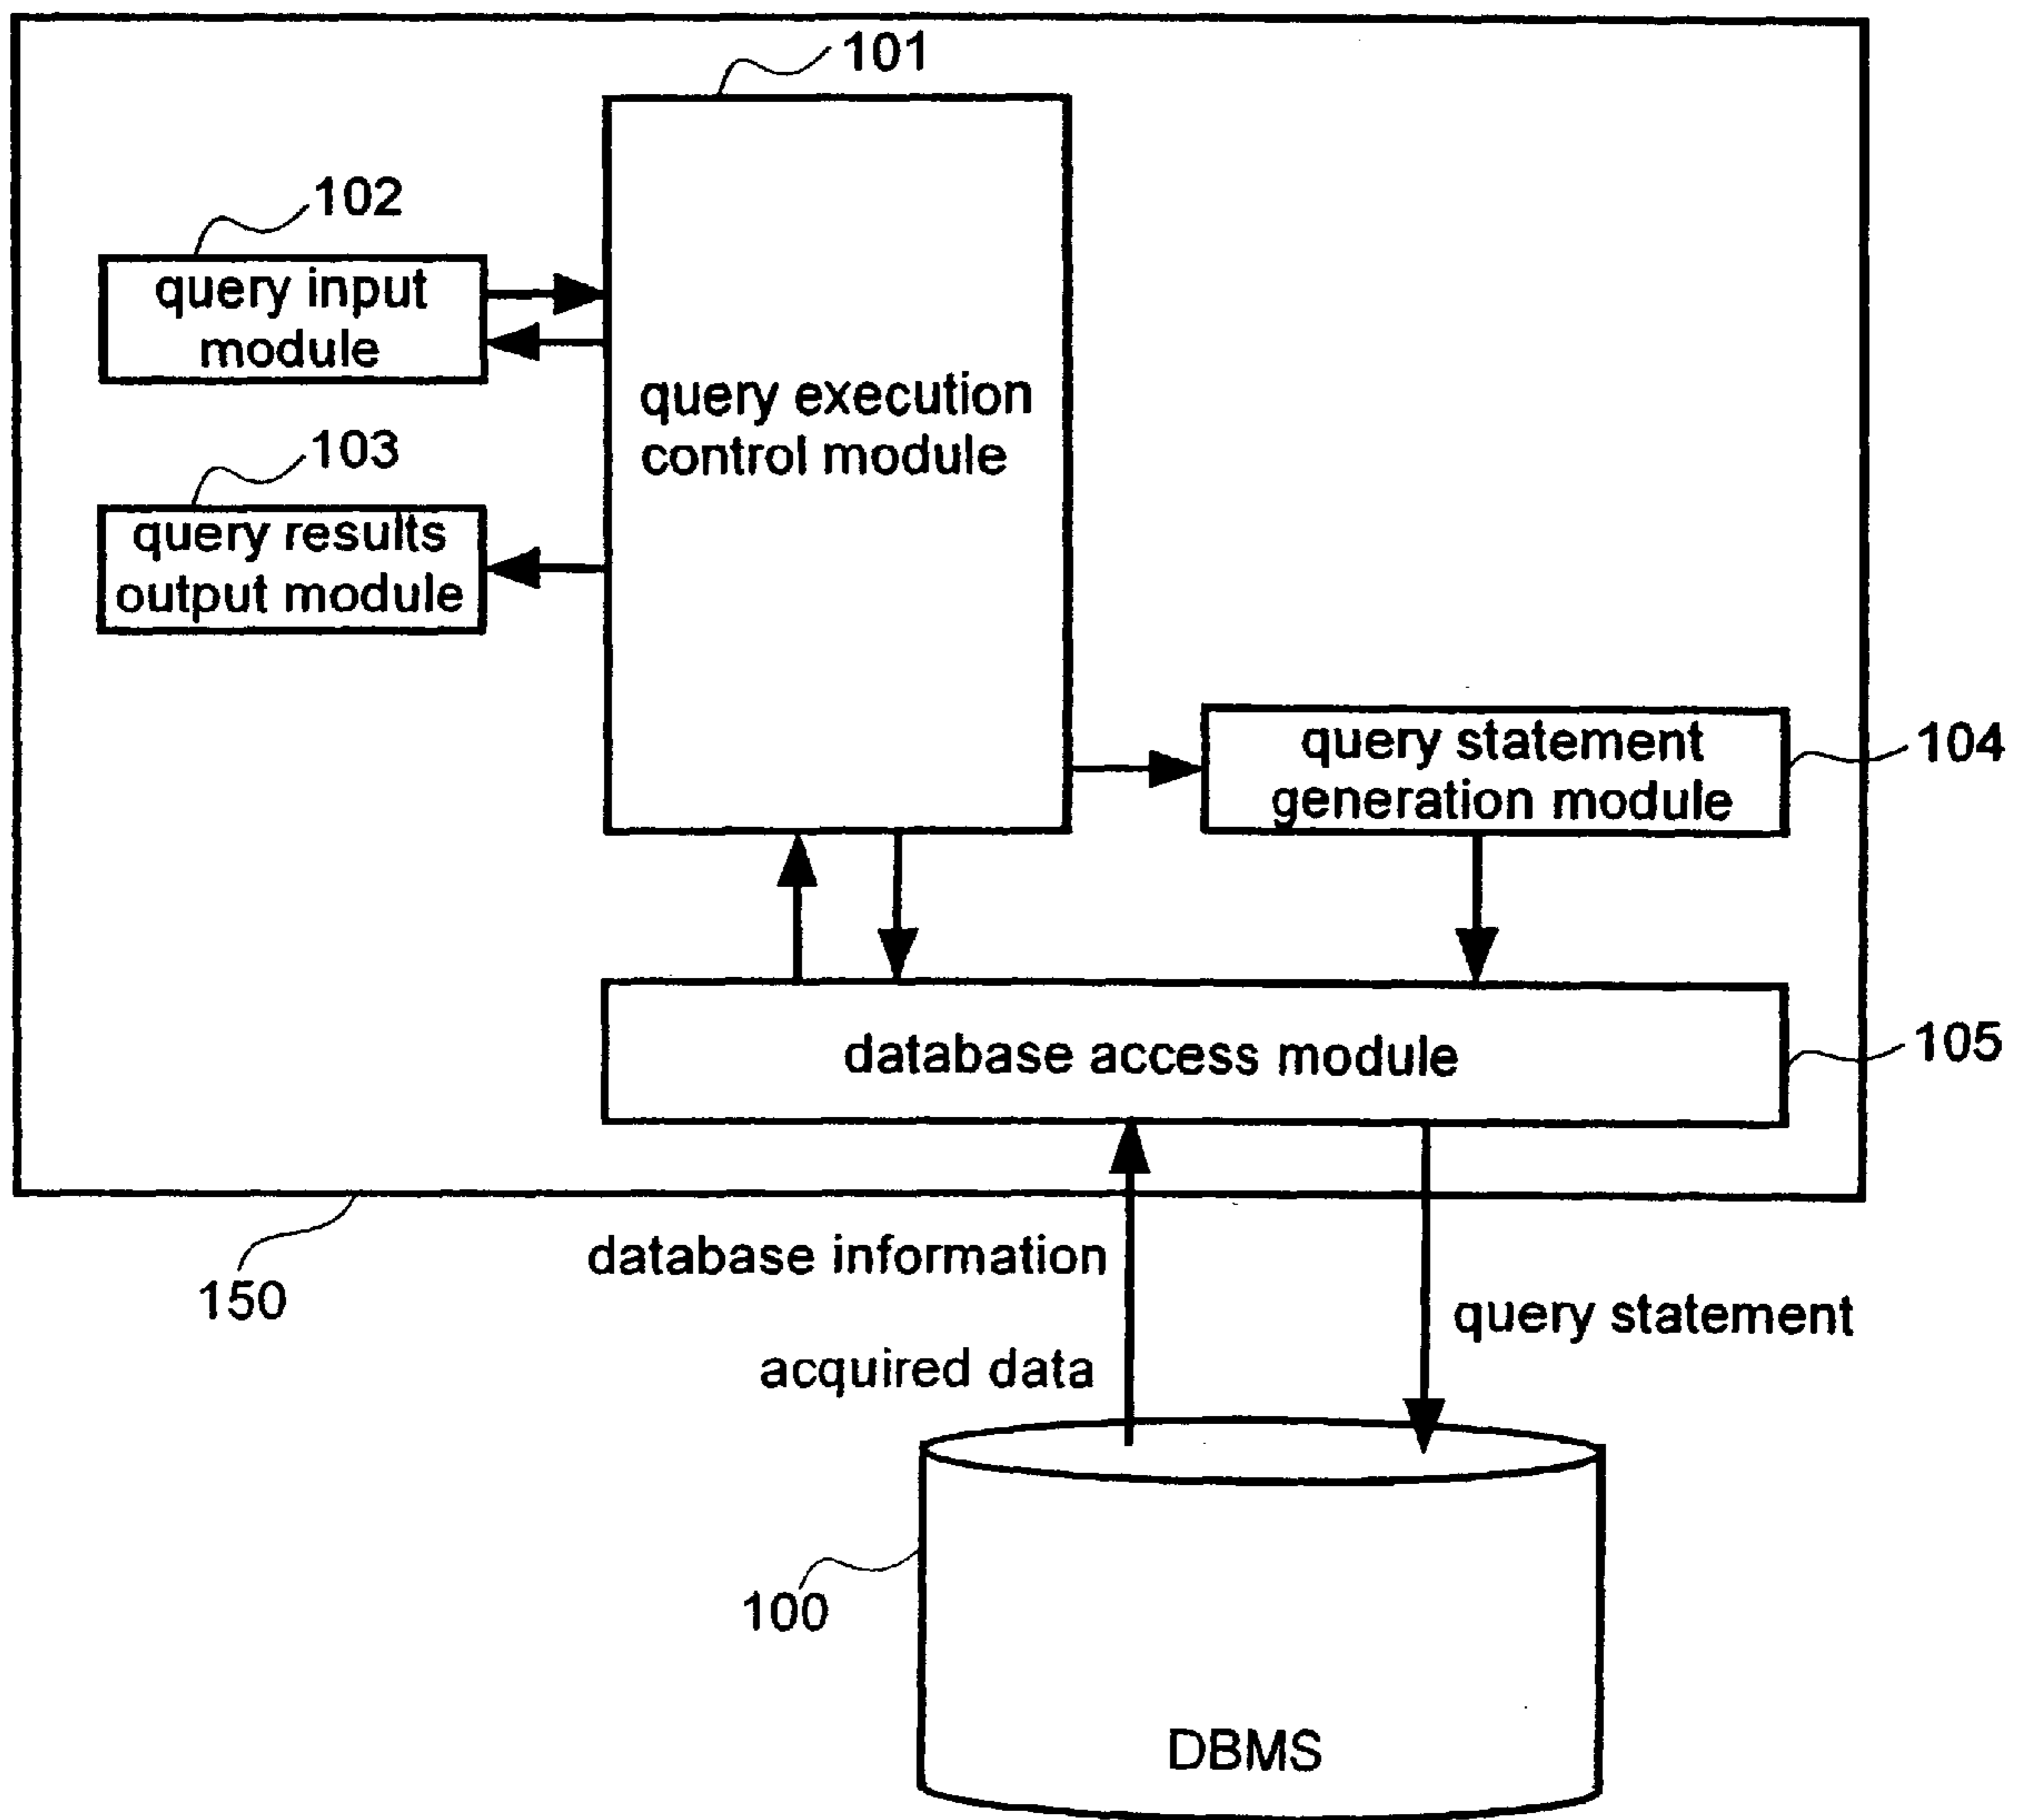 101
102
query input
module
query execution
control module
103
query results
output module
query statement
generation module
104
database access module
105
150
database information
query statement
acquired data
100
DBMS